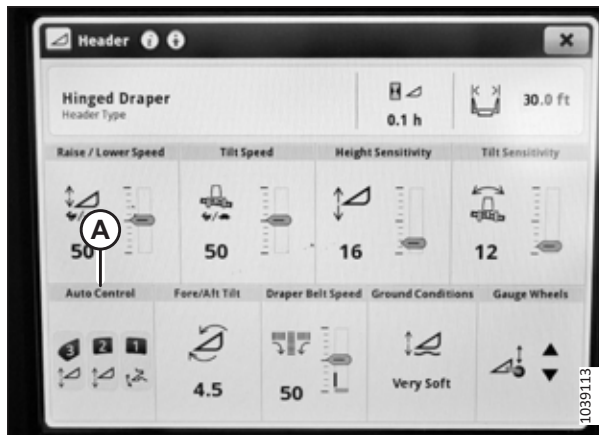 Header
Hinged Draper
Header Type
0.1 h
30.0 ft
Raise / Lower Speed
Tilt Speed
Height Sensitivity
Tilt Sensitivity
50
50
16
12
A
Auto Control
Fore/Aft Tilt
Draper Belt Speed
Ground Conditions
Gauge Wheels
3
2
1
4.5
50
Very Soft
1039113